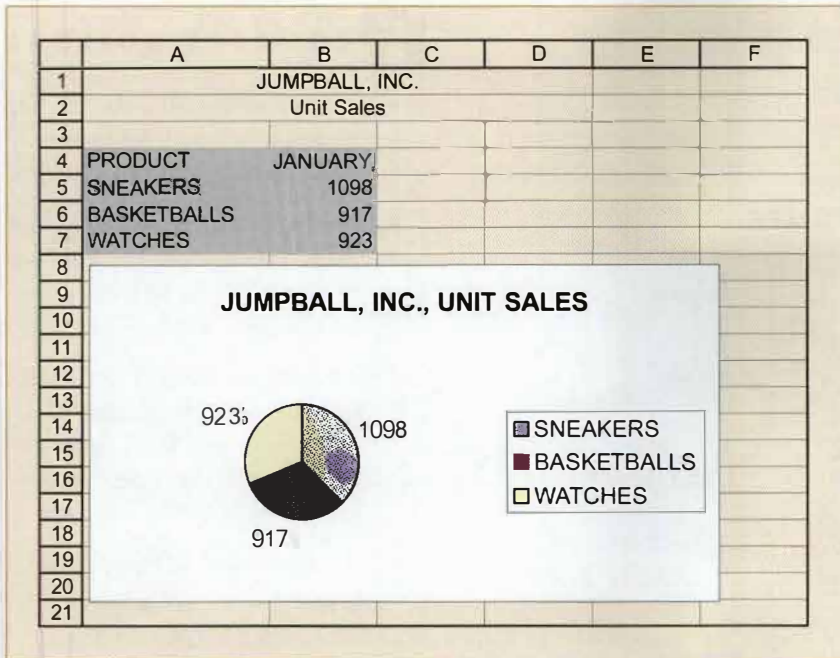 A B C D E F
1 JUMPBALL, INC.
2 Unit Sales
3
4 PRODUCT JANUARY
5 SNEAKERS 1098
6 BASKETBALLS 917
7 WATCHES 923
8
9
10
11
12
13
14
15
16
17
18
19
20
21
JUMPBALL, INC., UNIT SALES
923
1098
917
SNEAKERS
BASKETBALLS
WATCHES